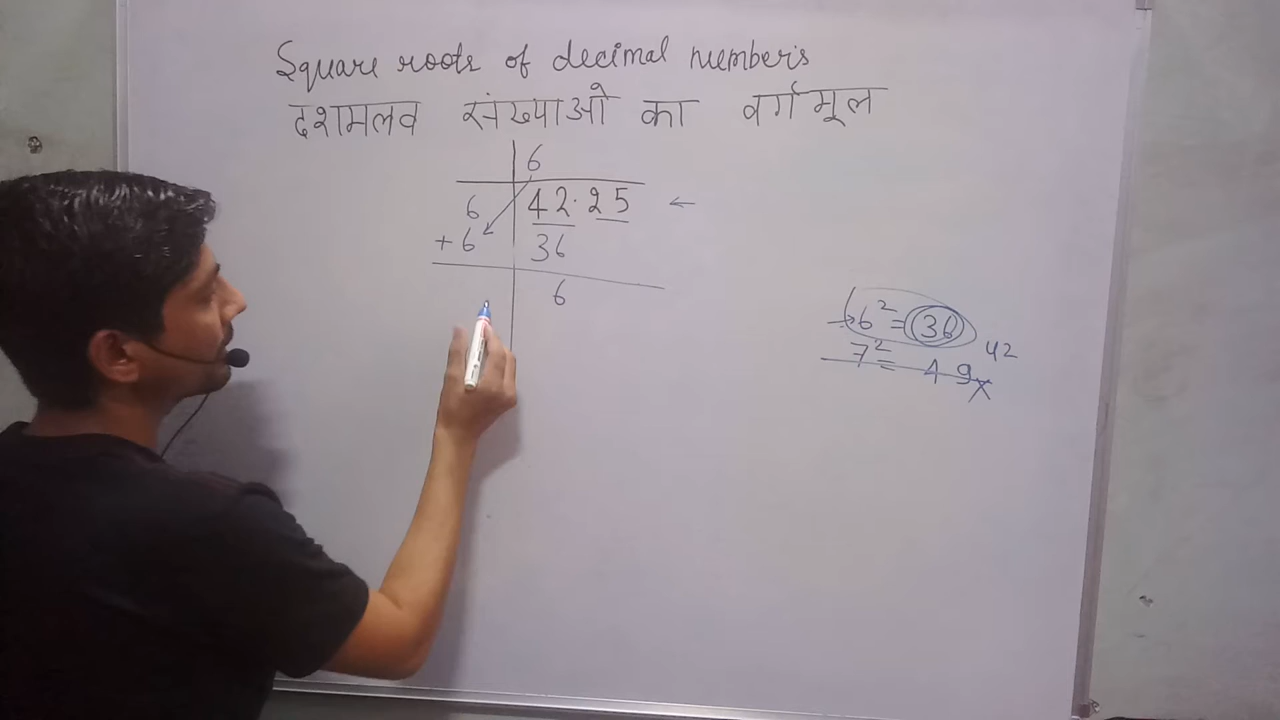 Square roots of decimal number's
दशमलव संख्याओ का वर्गमूल
6
6 42.25 ←
+6 36
6
6² = 36
42
7² = 49 x